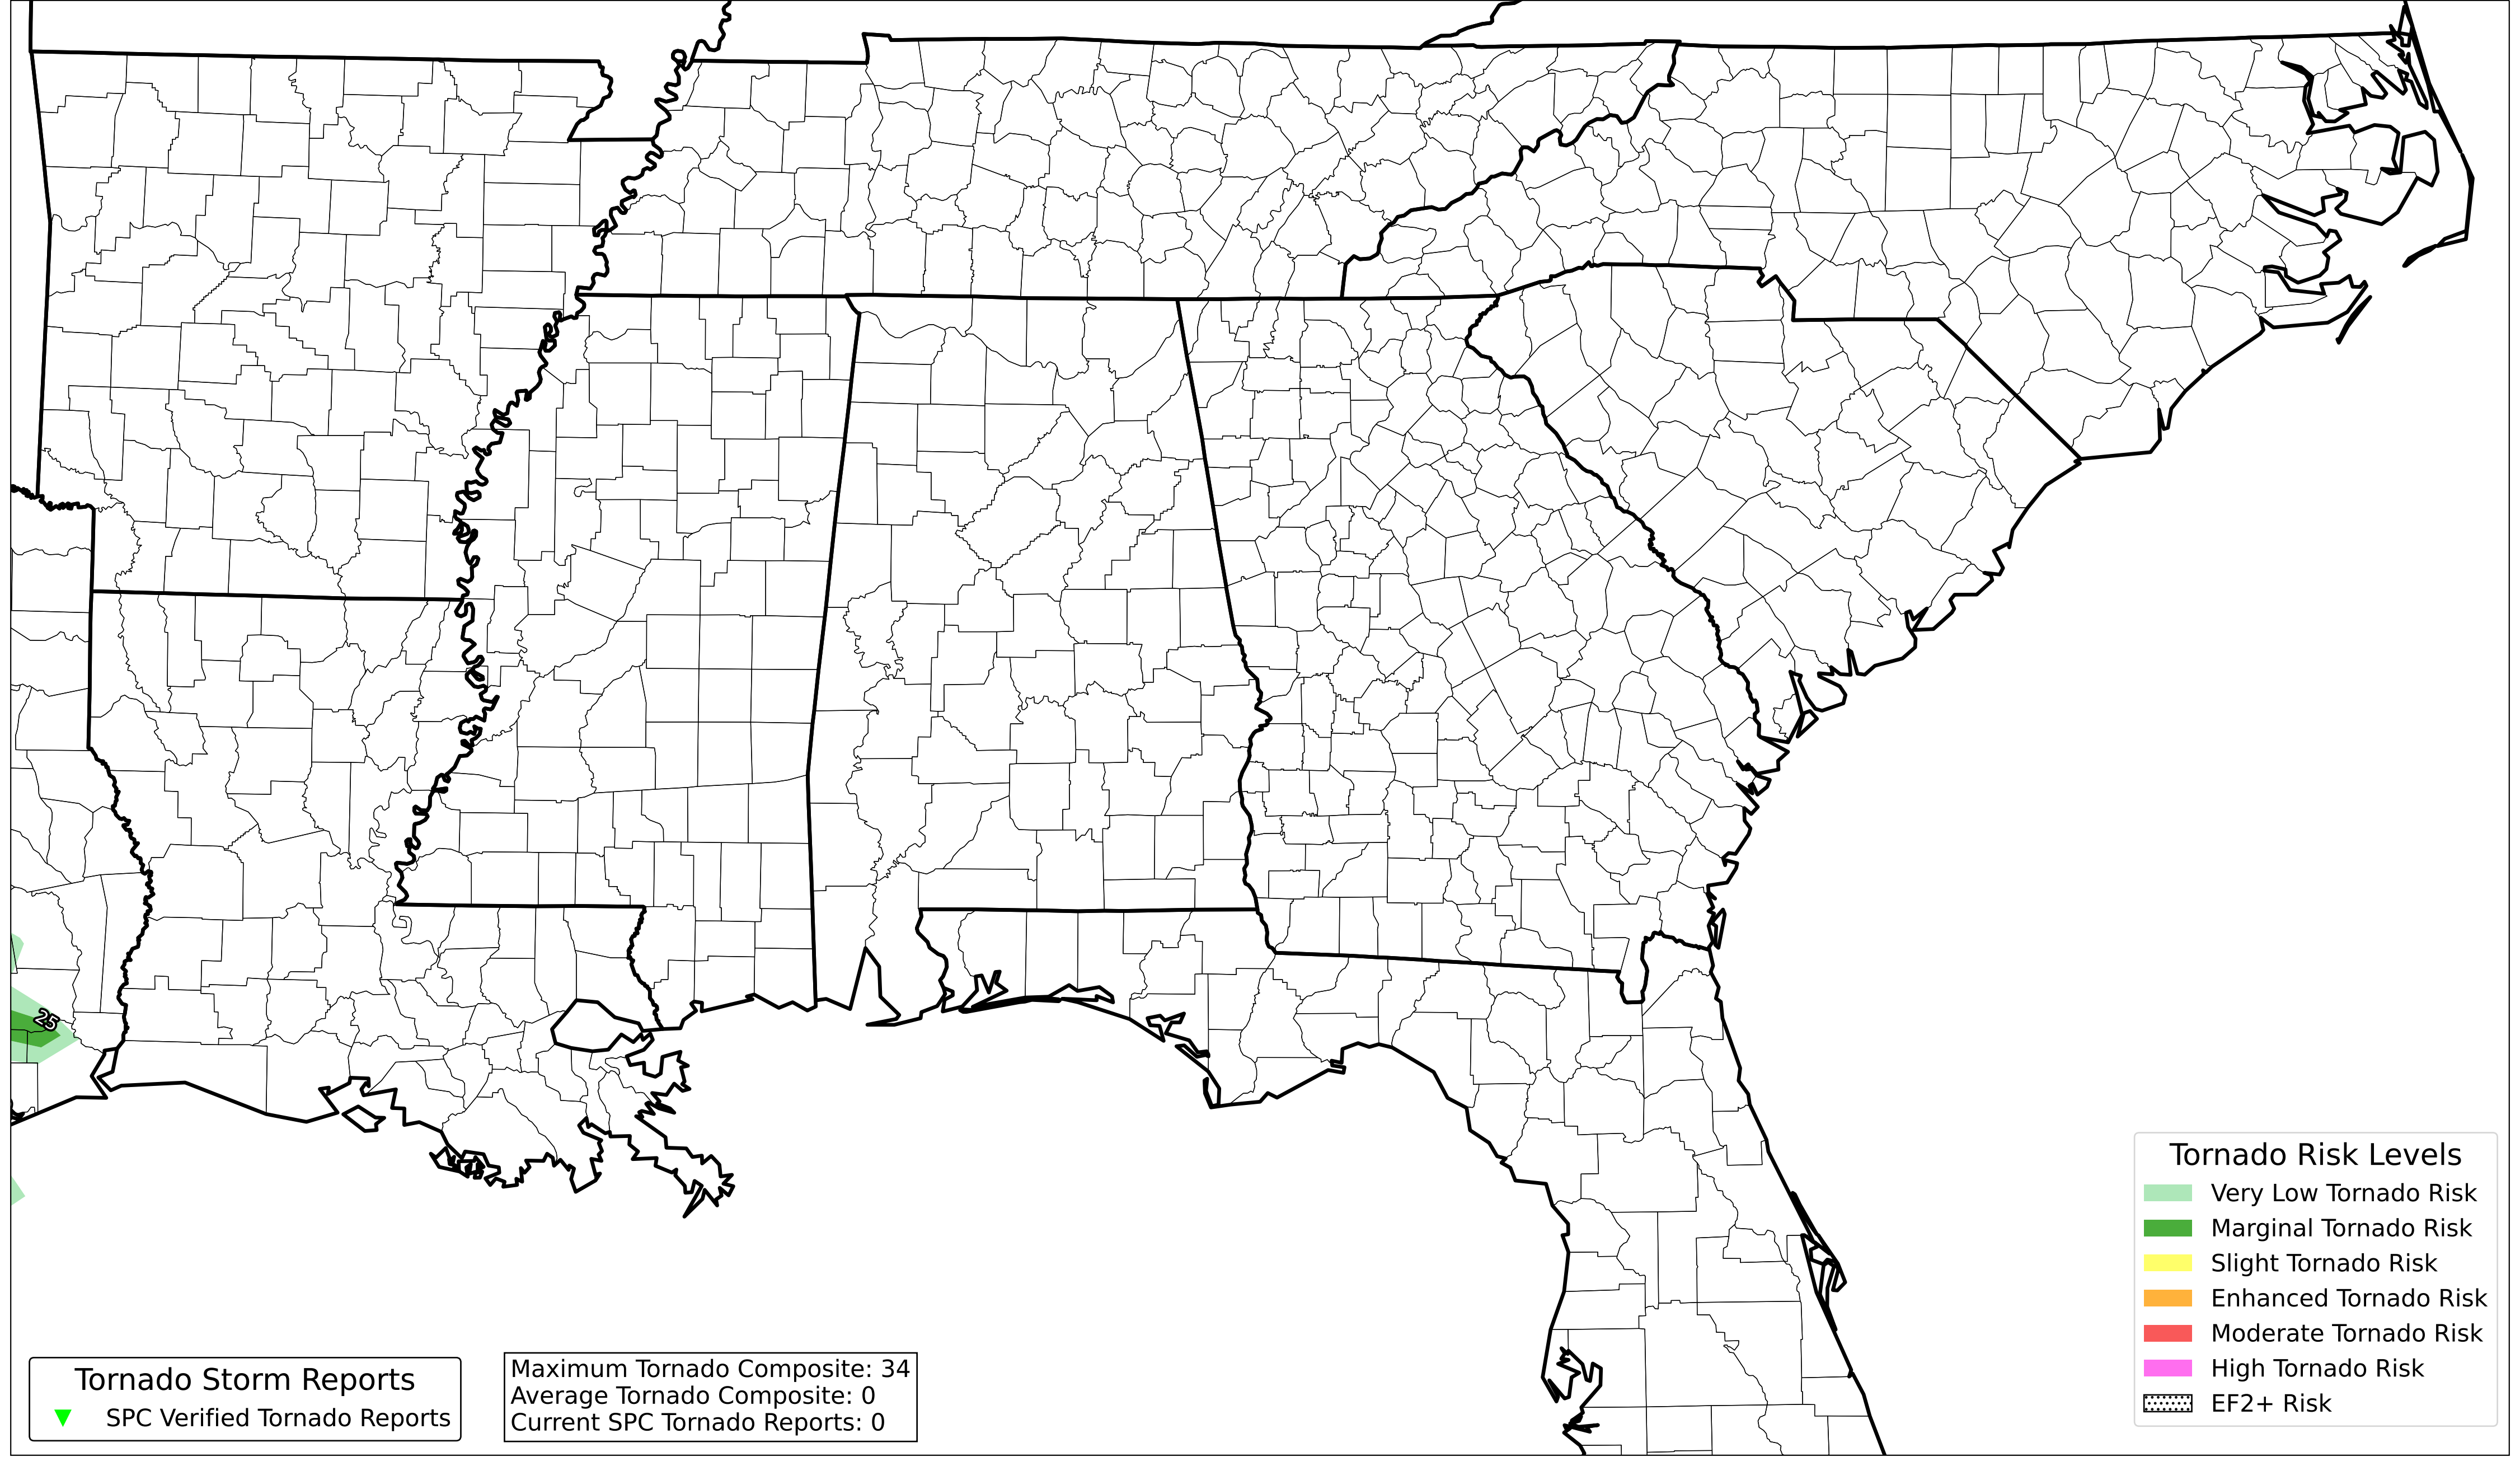 25
Tornado Storm Reports
SPC Verified Tornado Reports
Maximum Tornado Composite: 34
Average Tornado Composite: 0
Current SPC Tornado Reports: 0
Tornado Risk Levels
Very Low Tornado Risk
Marginal Tornado Risk
Slight Tornado Risk
Enhanced Tornado Risk
Moderate Tornado Risk
High Tornado Risk
EF2+ Risk